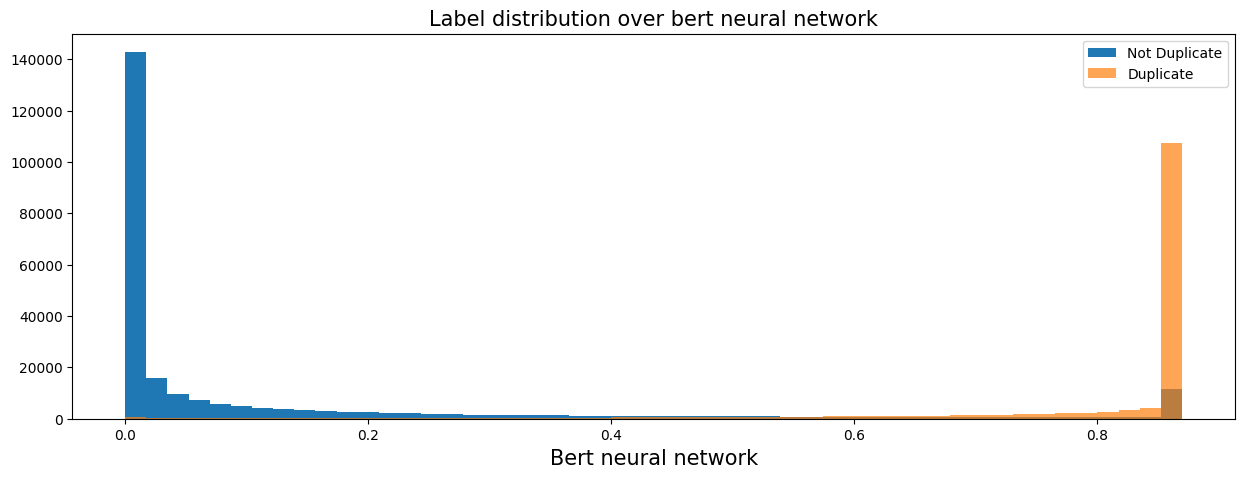 Label distribution over bert neural network
Not Duplicate
Duplicate
140000
120000
100000
80000
60000
40000
20000
0
0.0 0.2 0.4 0.6 0.8
Bert neural network